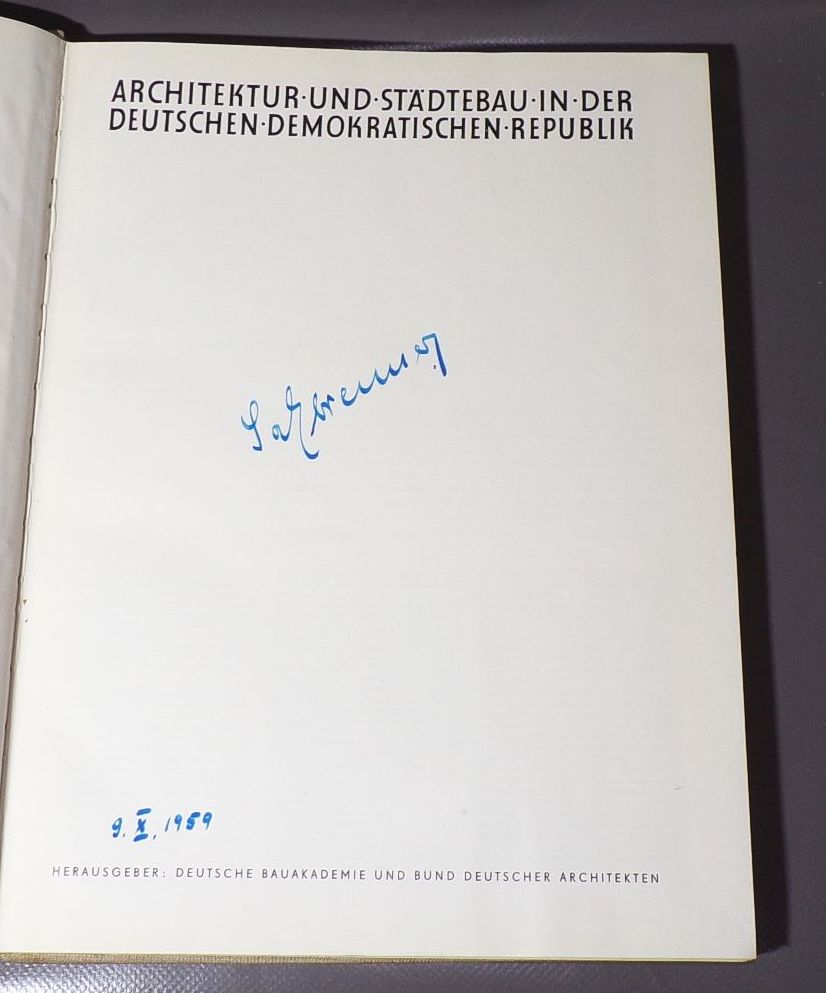 ARCHITEKTUR·UND·STÄDTEBAU·IN·DER
DEUTSCHEN·DEMOKRATISCHEN·REPUBLIK
9. X. 1959
HERAUSGEBER: DEUTSCHE BAUAKADEMIE UND BUND DEUTSCHER ARCHITEKTEN